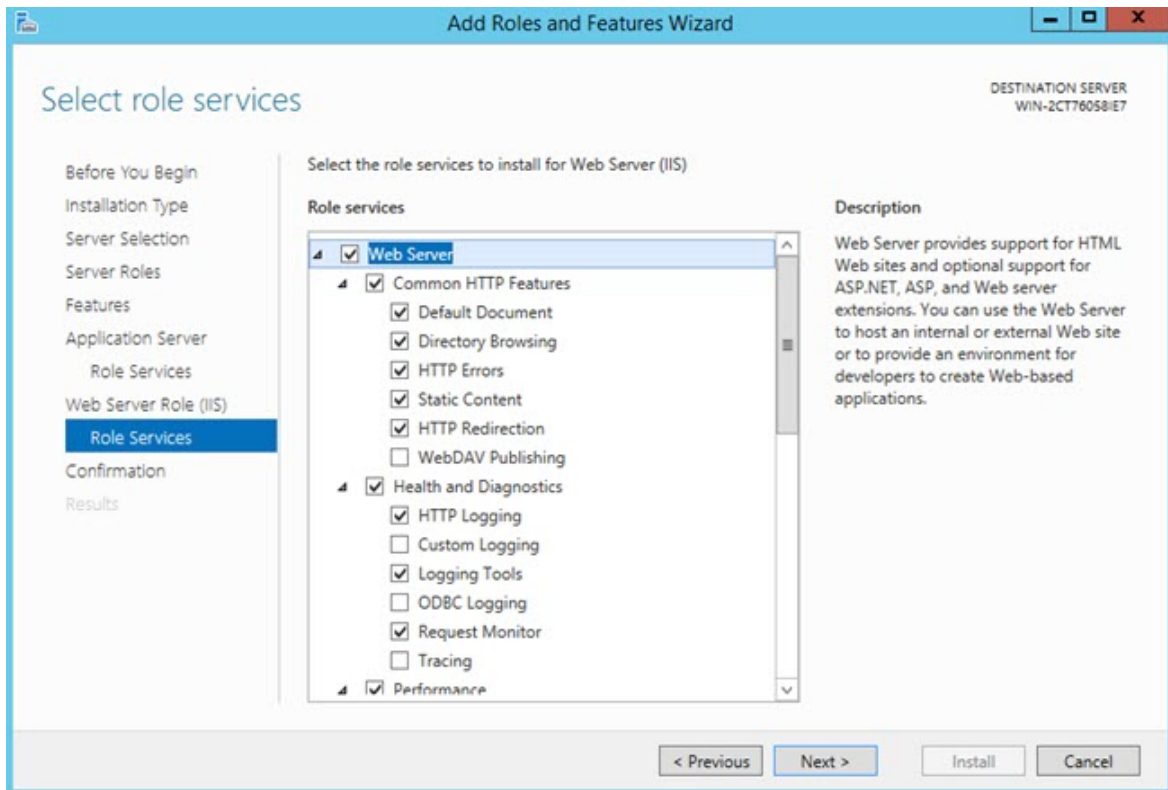 Add Roles and Features Wizard
Select role services
DESTINATION SERVER
WIN-2CT76058IE7
Before You Begin
Installation Type
Server Selection
Server Roles
Features
Application Server
Role Services
Web Server Role (IIS)
Role Services
Confirmation
Results
Select the role services to install for Web Server (IIS)
Role services
Web Server
Common HTTP Features
Default Document
Directory Browsing
HTTP Errors
Static Content
HTTP Redirection
WebDAV Publishing
Health and Diagnostics
HTTP Logging
Custom Logging
Logging Tools
ODBC Logging
Request Monitor
Tracing
Performance
Description
Web Server provides support for HTML
Web sites and optional support for
ASP.NET, ASP, and Web server
extensions. You can use the Web Server
to host an internal or external Web site
or to provide an environment for
developers to create Web-based
applications.
< Previous
Next >
Install
Cancel